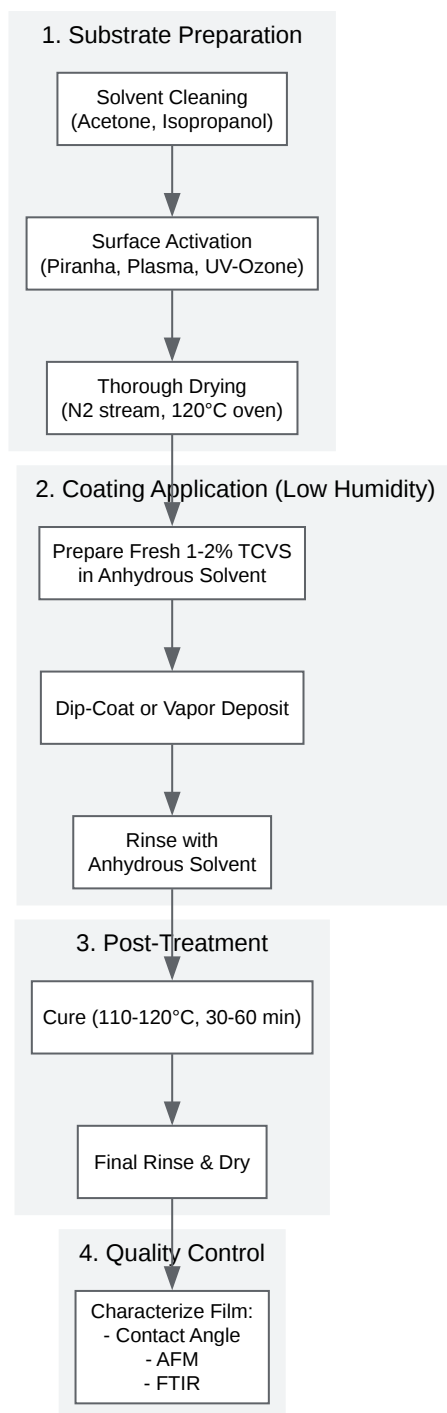 1. Substrate Preparation
Solvent Cleaning
(Acetone, Isopropanol)
Surface Activation
(Piranha, Plasma, UV-Ozone)
Thorough Drying
(N2 stream, 120°C oven)
2. Coating Application (Low Humidity)
Prepare Fresh 1-2% TCVS
in Anhydrous Solvent
Dip-Coat or Vapor Deposit
Rinse with
Anhydrous Solvent
3. Post-Treatment
Cure (110-120°C, 30-60 min)
Final Rinse & Dry
4. Quality Control
Characterize Film:
- Contact Angle
- AFM
- FTIR